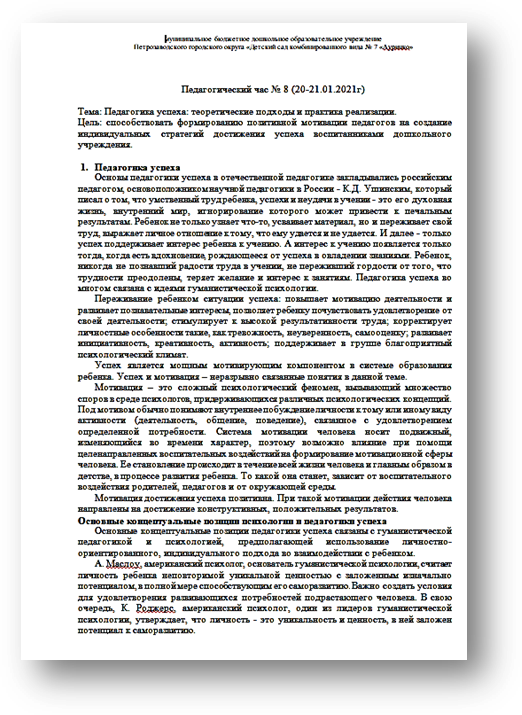 муниципальное бюджетное дошкольное образовательное учреждение
Петрозаводского городского округа «Детский сад комбинированного вида № 7 «Ауринко»
Педагогический час № 8 (20-21.01.2021г)
Тема: Педагогика успеха: теоретические подходы и практика реализации.
Цель: способствовать формированию позитивной мотивации педагогов на создание
индивидуальных стратегий достижения успеха воспитанниками дошкольного
учреждения.
1. Педагогика успеха
Основы педагогики успеха в отечественной педагогике закладывались российским
педагогом, основоположником научной педагогики в России - К.Д. Ушинским, который
писал о том, что умственный труд ребенка, успехи и неудачи в учении - это его духовная
жизнь, внутренний мир, игнорирование которого может привести к печальным
результатам. Ребенок не только узнает что-то, усваивает материал, но и переживает свой
труд, выражает личное отношение к тому, что ему удается и не удается. И далее - только
успех поддерживает интерес ребенка к учению. А интерес к учению появляется только
тогда, когда есть вдохновение, рождающееся от успеха в овладении знаниями. Ребенок,
никогда не познавший радости труда в учении, не переживший гордости от того, что
трудности преодолены, теряет желание и интерес к занятиям. Педагогика успеха во
многом связана с идеями гуманистической психологии.
Переживание ребенком ситуации успеха: повышает мотивацию деятельности и
развивает познавательные интересы, позволяет ребенку почувствовать удовлетворение от
своей деятельности; стимулирует к высокой результативности труда; корректирует
личностные особенности такие, как тревожность, неуверенность, самооценку; развивает
инициативность, креативность, активность; поддерживает в группе благоприятный
психологический климат.
Успех является мощным мотивирующим компонентом в системе образования
ребенка. Успех и мотивация – неразрывно связанные понятия в данной теме.
Мотивация – это сложный психологический феномен, вызывающий множество
споров в среде психологов, придерживающихся различных психологических концепций.
Под мотивом обычно понимают внутреннее побуждение личности к тому или иному виду
активности (деятельность, общение, поведение), связанное с удовлетворением
определенной потребности. Система мотивации человека носит подвижный,
изменяющийся во времени характер, поэтому возможно влияние при помощи
целенаправленных воспитательных воздействий на формирование мотивационной сферы
человека. Ее становление происходит в течение всей жизни человека и главным образом в
детстве, в процессе развития ребенка. То какой она станет, зависит от воспитательного
воздействия родителей, педагогов и от окружающей среды.
Мотивация достижения успеха позитивна. При такой мотивации действия человека
направлены на достижение конструктивных, положительных результатов.
Основные концептуальные позиции психологии и педагогики успеха
Основные концептуальные позиции педагогики успеха связаны с гуманистической
педагогикой и психологией, предполагающей использование личностно-
ориентированного, индивидуального подхода во взаимодействии с ребенком.
А. Маслоу, американский психолог, основатель гуманистической психологии, считает
личность ребенка неповторимой уникальной ценностью с заложенным изначально
потенциалом, в полной мере способствующим его саморазвитию. Важно создать условия
для удовлетворения развивающихся потребностей подрастающего человека. В свою
очередь, К. Роджерс, американский психолог, один из лидеров гуманистической
психологии, утверждает, что личность - это уникальность и ценность, в ней заложен
потенциал к саморазвитию.